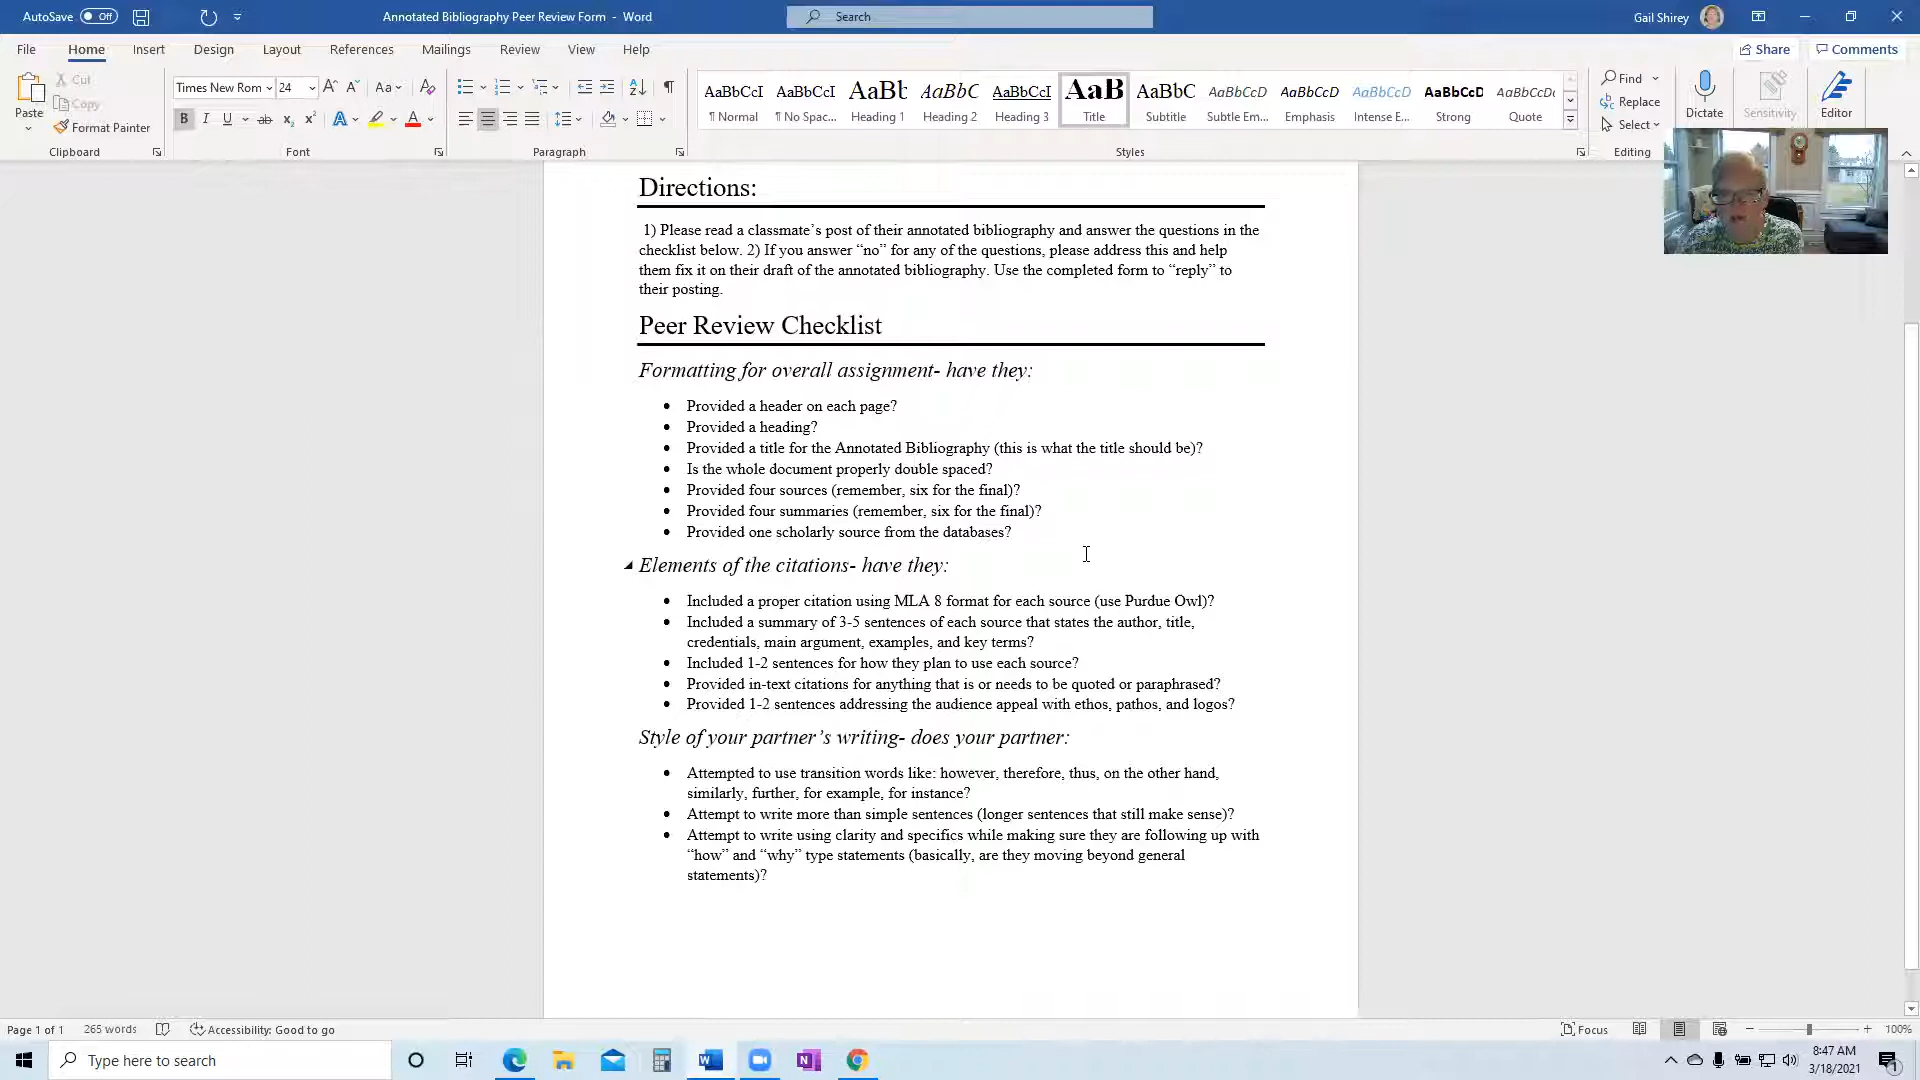 AutoSave Off Annotated Bibliography Peer Review Form - Word Search Gail Shirey
File Home Insert Design Layout References Mailings Review View Help Share Comments
Paste Cut Copy Format Painter
Times New Rom 24 Aa
B I U ab x₂ x² A A
AaBbCcI AaBbCcI AaBb AaBbC AaBbCcI AaB AaBbC AaBbCcD AaBbCcD AaBbCcD AaBbCcD AaBbCcD
¶ Normal ¶ No Spac... Heading 1 Heading 2 Heading 3 Title Subtitle Subtle Em... Emphasis Intense E... Strong Quote
Find Replace Select Dictate Sensitivity Editor
Clipboard Font Paragraph Styles Editing
Directions:
1) Please read a classmate’s post of their annotated bibliography and answer the questions in the
checklist below. 2) If you answer “no” for any of the questions, please address this and help
them fix it on their draft of the annotated bibliography. Use the completed form to “reply” to
their posting.
Peer Review Checklist
Formatting for overall assignment- have they:
• Provided a header on each page?
• Provided a heading?
• Provided a title for the Annotated Bibliography (this is what the title should be)?
• Is the whole document properly double spaced?
• Provided four sources (remember, six for the final)?
• Provided four summaries (remember, six for the final)?
• Provided one scholarly source from the databases?
Elements of the citations- have they:
• Included a proper citation using MLA 8 format for each source (use Purdue Owl)?
• Included a summary of 3-5 sentences of each source that states the author, title,
credentials, main argument, examples, and key terms?
• Included 1-2 sentences for how they plan to use each source?
• Provided in-text citations for anything that is or needs to be quoted or paraphrased?
• Provided 1-2 sentences addressing the audience appeal with ethos, pathos, and logos?
Style of your partner’s writing- does your partner:
• Attempted to use transition words like: however, therefore, thus, on the other hand,
similarly, further, for example, for instance?
• Attempt to write more than simple sentences (longer sentences that still make sense)?
• Attempt to write using clarity and specifics while making sure they are following up with
“how” and “why” type statements (basically, are they moving beyond general
statements)?
Page 1 of 1 265 words Accessibility: Good to go Focus 100%
Type here to search 8:47 AM
3/18/2021